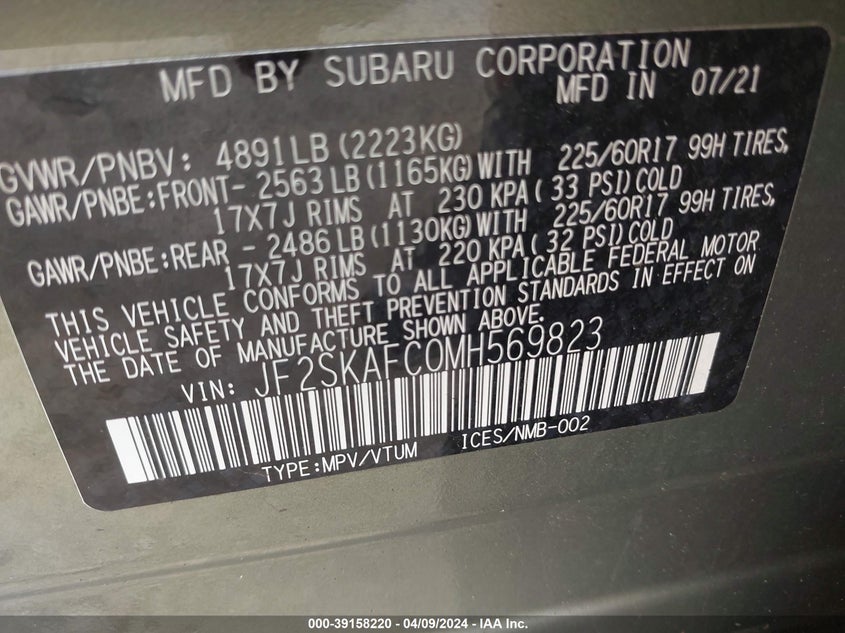 MFD BY SUBARU CORPORATION
MFD IN 07/21
GVWR/PNBV: 4891LB (2223KG)
GAWR/PNBE:FRONT- 2563 LB (1165KG) WITH 225/60R17 99H TIRES,
17X7J RIMS AT 230 KPA ( 33 PSI) COLD
GAWR/PNBE:REAR - 2486 LB (1130KG) WITH 225/60R17 99H TIRES,
17X7J RIMS AT 220 KPA ( 32 PSI) COLD
THIS VEHICLE CONFORMS TO ALL APPLICABLE FEDERAL MOTOR
VEHICLE SAFETY AND THEFT PREVENTION STANDARDS IN EFFECT ON
THE DATE OF MANUFACTURE SHOWN ABOVE.
VIN: JF2SKAFC0MH569823
TYPE:MPV/VTUM ICES/NMB-002
000-39158220 - 04/09/2024 - IAA Inc.